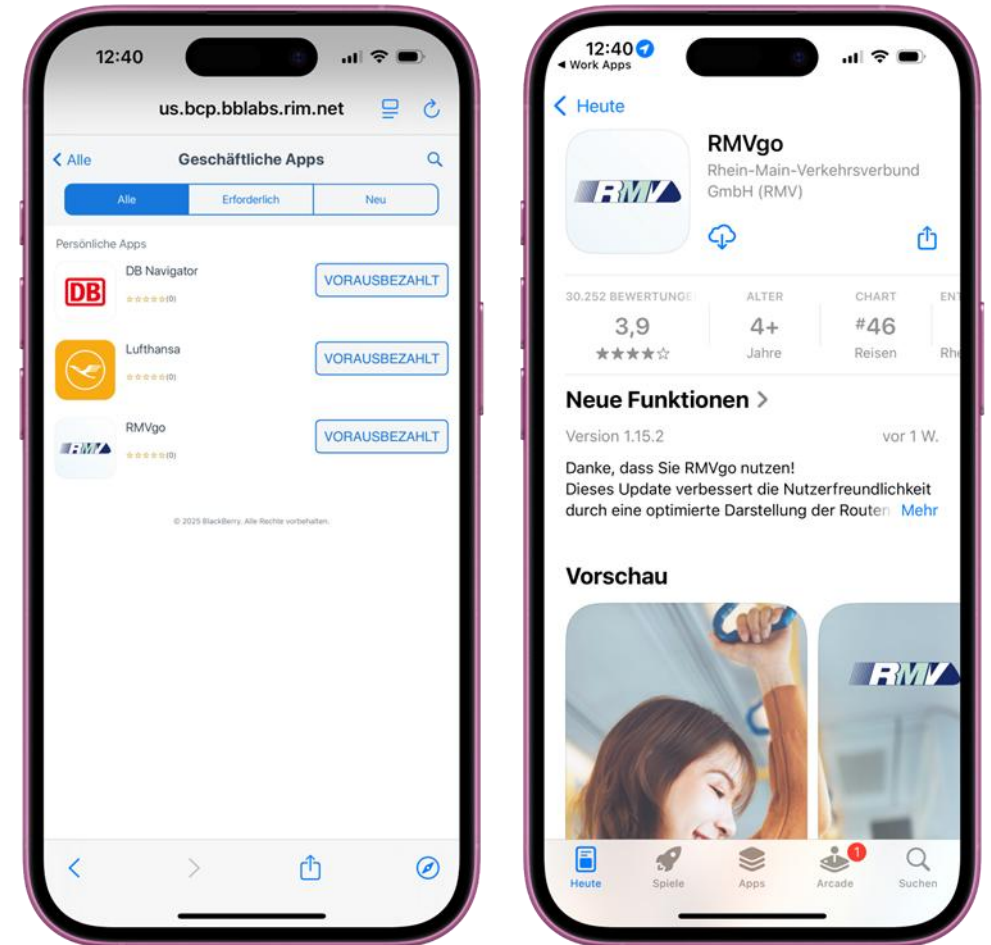 12:40
us.bcp.bblabs.rim.net
Alle
Geschäftliche Apps
Alle
Erforderlich
Neu
Persönliche Apps
DB
DB Navigator
☆☆☆☆☆(0)
VORAUSBEZAHLT
Lufthansa
☆☆☆☆☆(0)
VORAUSBEZAHLT
RMV
RMVgo
☆☆☆☆☆(0)
VORAUSBEZAHLT
© 2025 BlackBerry. Alle Rechte vorbehalten.
12:40
◀ Work Apps
Heute
RMV
RMVgo
Rhein-Main-Verkehrsverbund
GmbH (RMV)
30.252 BEWERTUNGE
ALTER
CHART
3,9
4+
#46
★★★★☆
Jahre
Reisen
Neue Funktionen >
Version 1.15.2
vor 1 W.
Danke, dass Sie RMVgo nutzen!
Dieses Update verbessert die Nutzerfreundlichkeit
durch eine optimierte Darstellung der Routen Mehr
Vorschau
RMV
Heute
Spiele
Apps
1
Arcade
Suchen